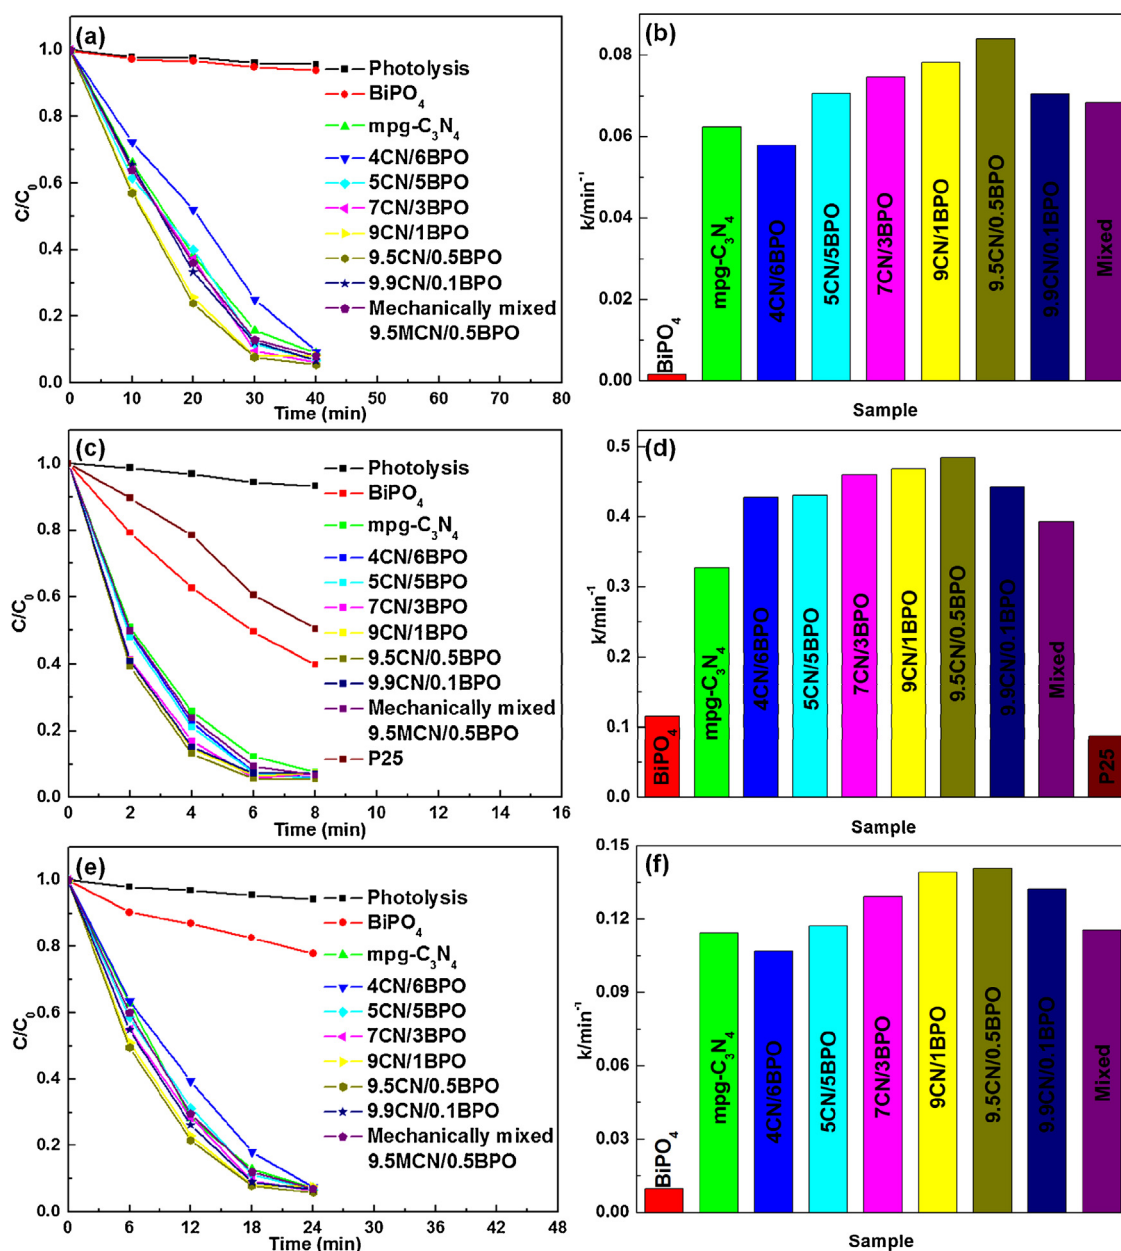 (a)
C/C0
1.0
0.8
0.6
0.4
0.2
0.0
Photolysis
BiPO4
mpg-C3N4
4CN/6BPO
5CN/5BPO
7CN/3BPO
9CN/1BPO
9.5CN/0.5BPO
9.9CN/0.1BPO
Mechanically mixed
9.5MCN/0.5BPO
0 10 20 30 40 50 60 70 80
Time (min)
(b)
k/min-1
0.08
0.06
0.04
0.02
0.00
BiPO4
mpg-C3N4
4CN/6BPO
5CN/5BPO
7CN/3BPO
9CN/1BPO
9.5CN/0.5BPO
9.9CN/0.1BPO
Mixed
Sample
(c)
C/C0
1.0
0.8
0.6
0.4
0.2
0.0
Photolysis
BiPO4
mpg-C3N4
4CN/6BPO
5CN/5BPO
7CN/3BPO
9CN/1BPO
9.5CN/0.5BPO
9.9CN/0.1BPO
Mechanically mixed
9.5MCN/0.5BPO
P25
0 2 4 6 8 10 12 14 16
Time (min)
(d)
k/min-1
0.5
0.4
0.3
0.2
0.1
0.0
BiPO4
mpg-C3N4
4CN/6BPO
5CN/5BPO
7CN/3BPO
9CN/1BPO
9.5CN/0.5BPO
9.9CN/0.1BPO
Mixed
P25
Sample
(e)
C/C0
1.0
0.8
0.6
0.4
0.2
0.0
Photolysis
BiPO4
mpg-C3N4
4CN/6BPO
5CN/5BPO
7CN/3BPO
9CN/1BPO
9.5CN/0.5BPO
9.9CN/0.1BPO
Mechanically mixed
9.5MCN/0.5BPO
0 6 12 18 24 30 36 42 48
Time (min)
(f)
k/min-1
0.15
0.12
0.09
0.06
0.03
0.00
BiPO4
mpg-C3N4
4CN/6BPO
5CN/5BPO
7CN/3BPO
9CN/1BPO
9.5CN/0.5BPO
9.9CN/0.1BPO
Mixed
Sample